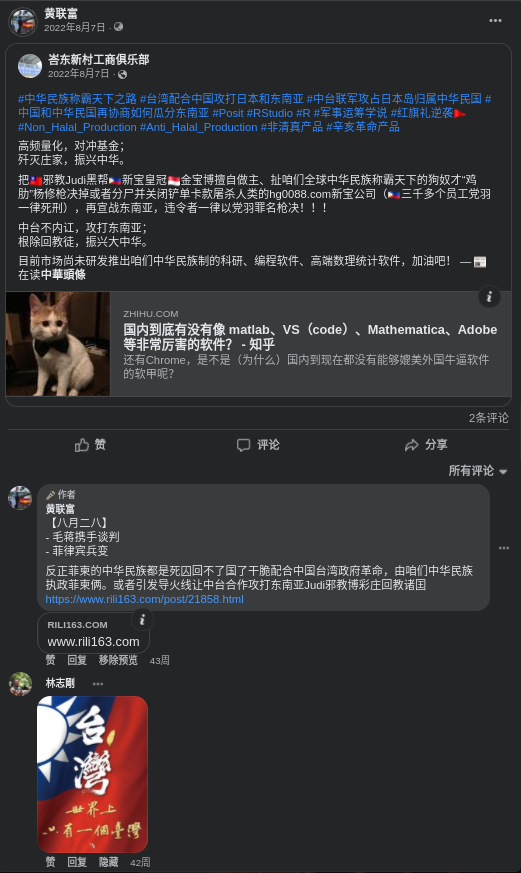 黄联富
2022年8月7日 ·
峇东新村工商俱乐部
2022年8月7日 ·
#中华民族称霸天下之路 #台湾配合中国攻打日本和东南亚 #中台联军攻占日本岛归属中华民国 #
中国和中华民国再协商如何瓜分东南亚 #Posit #RStudio #R #军事运筹学说 #红旗礼逆袭
#Non_Halal_Production #Anti_Halal_Production #非清真产品 #辛亥革命产品
高频量化，对冲基金；
歼灭庄家，振兴中华。
把🇹🇼邪教Judi黑帮🇵🇭新宝皇冠🇮🇩金宝博擅自做主、扯咱们全球中华民族称霸天下的狗奴才“鸡
肋”杨修枪决掉或者分尸并关闭铲单卡款屠杀人类的hg0088.com新宝公司（🇵🇭三千多个员工党羽
一律死刑），再宣战东南亚，违令者一律以党羽罪名枪决！！！
中台不内讧，攻打东南亚；
根除回教徒，振兴大中华。
目前市场尚未研发推出咱们中华民族制的科研、编程软件、高端数理统计软件，加油吧！ — 📰
在读中華頭條
ZHIHU.COM
国内到底有没有像 matlab、VS（code）、Mathematica、Adobe
等非常厉害的软件？ - 知乎
还有Chrome，是不是（为什么）国内到现在都没有能够媲美外国牛逼软件
的软甲呢？
2条评论
赞 评论 分享
所有评论
作者
黄联富
【八月二八】
- 毛蒋携手谈判
- 菲律宾兵变
反正菲柬的中华民族都是死囚回不了国了干脆配合中国台湾政府革命，由咱们中华民族
执政菲柬俩。或者引发导火线让中台合作攻打东南亚Judi邪教博彩庄回教诸国
https://www.rili163.com/post/21858.html
RILI163.COM
www.rili163.com
赞 回复 移除预览 43周
林志剛
台灣
世界上
只有一個臺灣
赞 回复 隐藏 42周